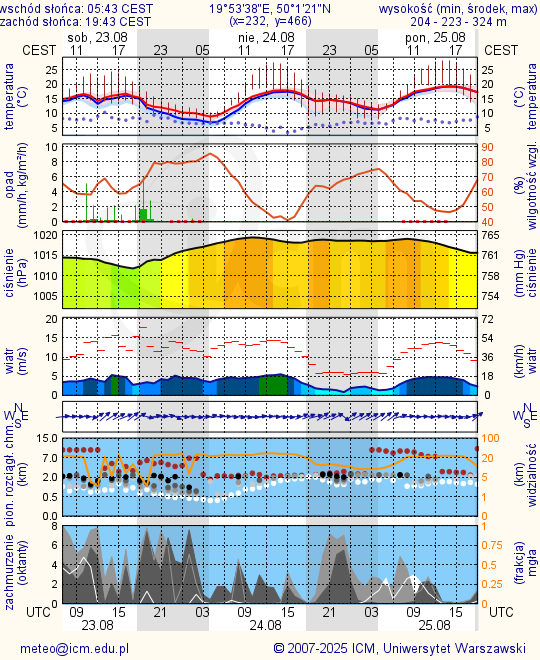 wschód słońca: 05:43 CEST 19°53'38"E, 50°1'21"N wysokość (min, środek, max)
zachód słońca: 19:43 CEST (x=232, y=466) 204 - 223 - 324 m
sob, 23.08 nie, 24.08 pon, 25.08
CEST 11 17 23 05 11 17 23 05 11 17 CEST
temperatura (°C)
25
20
15
10
5
25
20
15
10
5
(°C) temperatura
opad (mm/h, kg/m²/h)
10
8
6
4
2
0
90
80
70
60
50
40
(%) wilgotność wzgl.
ciśnienie (hPa)
1020
1015
1010
1005
765
761
758
754
(mm Hg) ciśnienie
wiatr (m/s)
20
15
10
5
0
72
54
36
18
0
(km/h) wiatr
N
W E
S
N
W E
S
pion. rozciągł. chm. (km)
15.0
7.0
2.0
0.5
0.0
100
20
5
1
0
(km) widzialność
zachmurzenie (oktanty)
8
6
4
2
0
1
0.75
0.5
0.25
0
(frakcja) mgła
UTC 09 15 21 03 09 15 21 03 09 15 UTC
23.08 24.08 25.08
meteo@icm.edu.pl © 2007-2025 ICM, Uniwersytet Warszawski